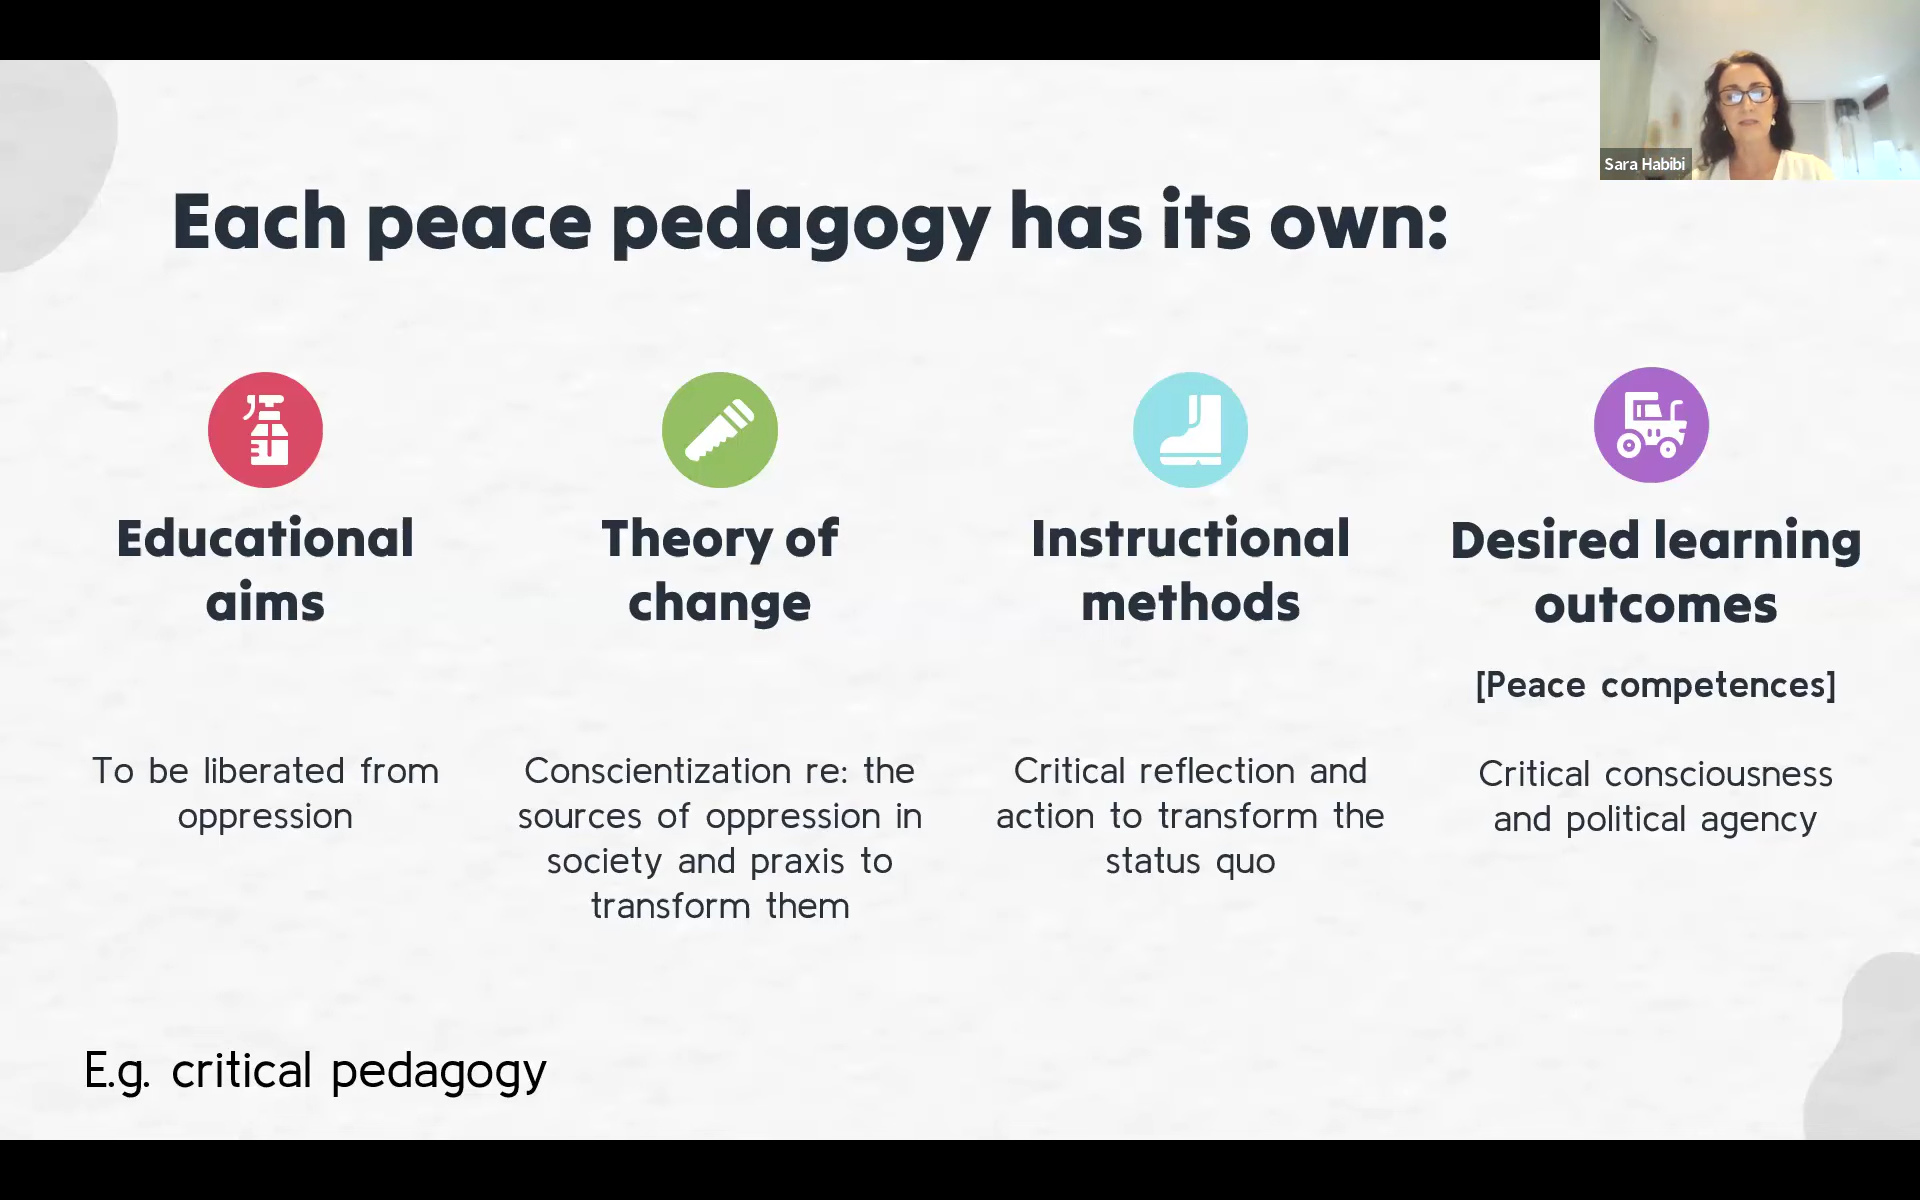 Sara Habibi
Each peace pedagogy has its own:
Educational
aims
To be liberated from
oppression
Theory of
change
Conscientization re: the
sources of oppression in
society and praxis to
transform them
Instructional
methods
Critical reflection and
action to transform the
status quo
Desired learning
outcomes
[Peace competences]
Critical consciousness
and political agency
E.g. critical pedagogy